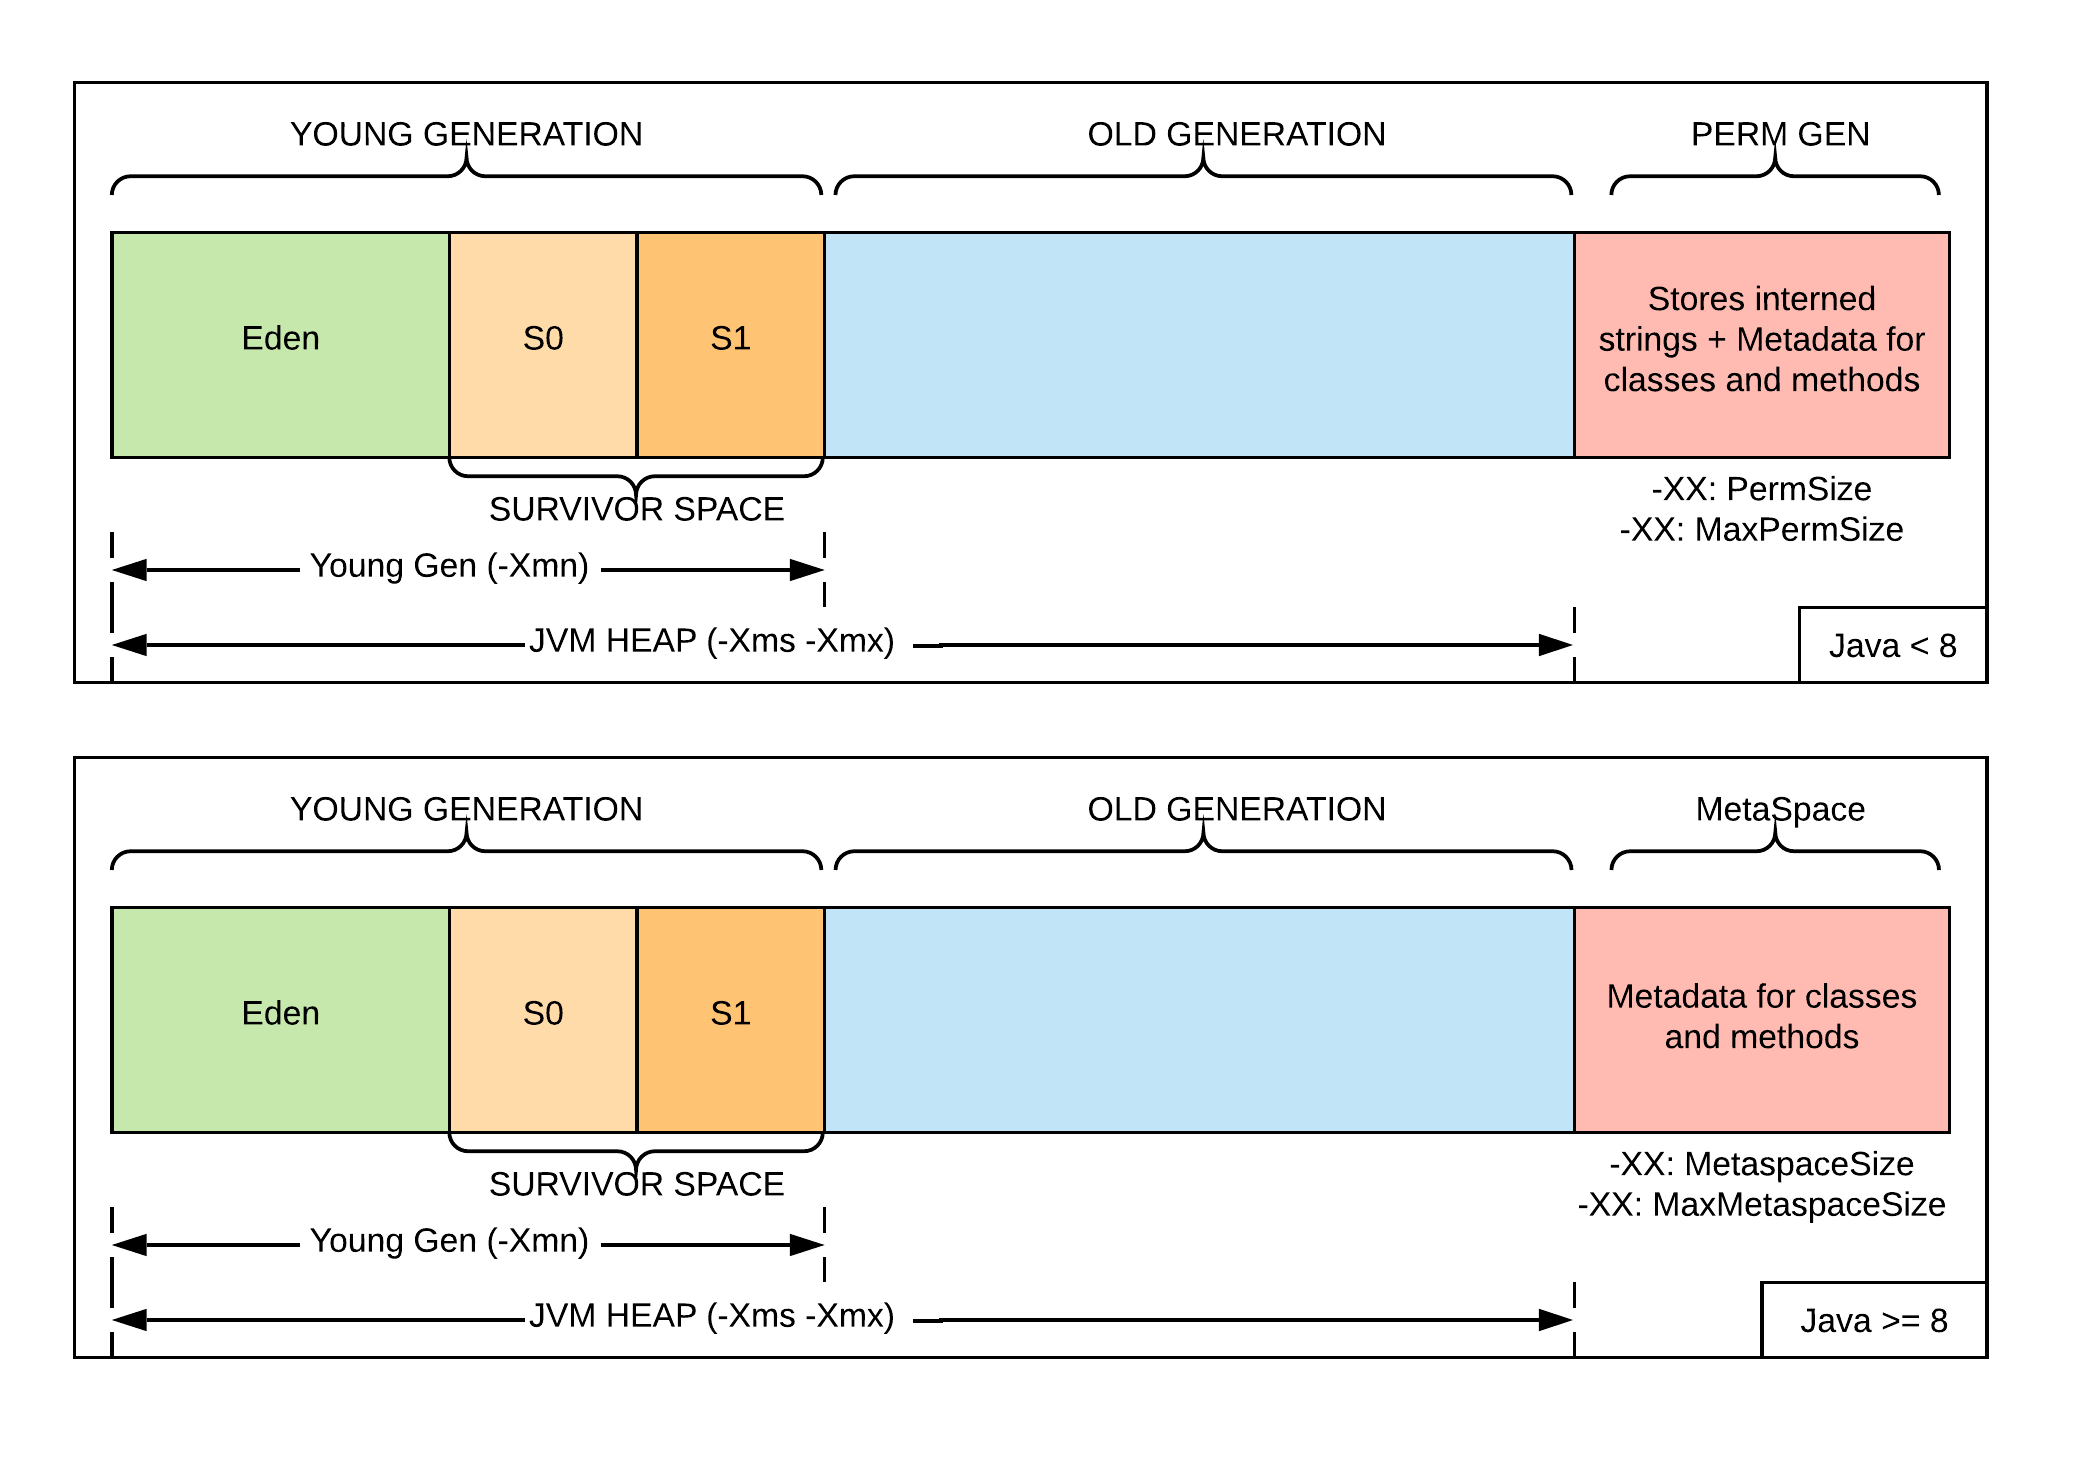 YOUNG GENERATION
OLD GENERATION
PERM GEN
Eden
S0
S1
Stores interned
strings + Metadata for
classes and methods
SURVIVOR SPACE
-XX: PermSize
-XX: MaxPermSize
Young Gen (-Xmn)
JVM HEAP (-Xms -Xmx)
Java < 8
YOUNG GENERATION
OLD GENERATION
MetaSpace
Eden
S0
S1
Metadata for classes
and methods
SURVIVOR SPACE
-XX: MetaspaceSize
-XX: MaxMetaspaceSize
Young Gen (-Xmn)
JVM HEAP (-Xms -Xmx)
Java >= 8